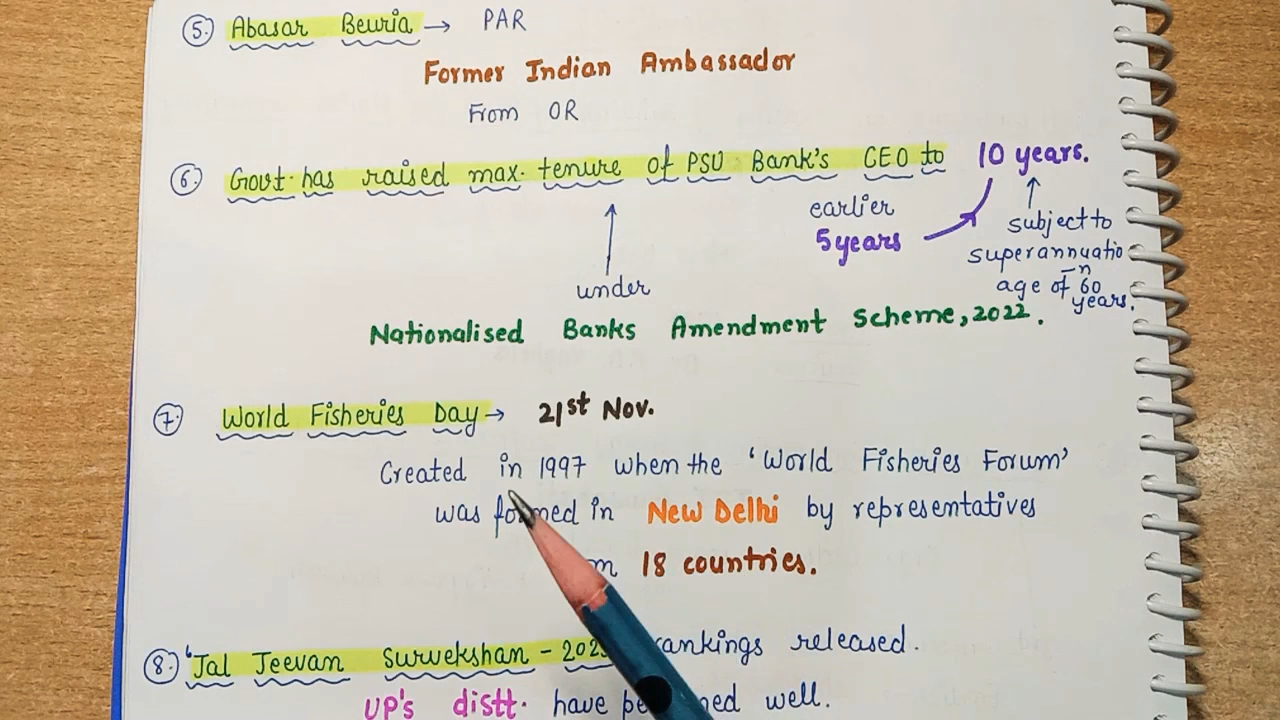 5. Abasar Beuria → PAR
Former Indian Ambassador
From OR
6. Govt. has raised max. tenure of PSU Bank's CEO to 10 years.
earlier
5 years
subject to
superannuatio
-n
age of 60
years.
under
Nationalised Banks Amendment Scheme, 2022.
7. World Fisheries Day → 21st Nov.
Created in 1997 when the 'World Fisheries Forum'
was formed in New Delhi by representatives
18 countries.
8. 'Jal Jeevan Survekshan - rankings released.
UP's distt. have well.